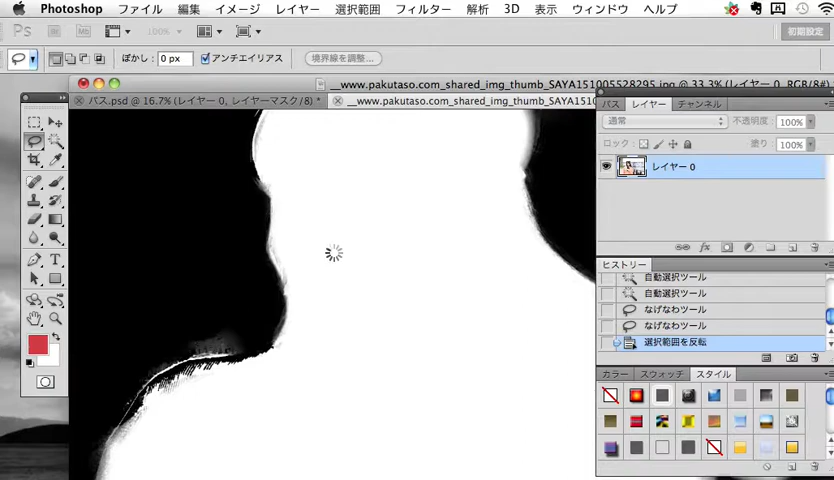 Photoshop ファイル 編集 イメージ レイヤー 選択範囲 フィルター 解析 3D 表示 ウィンドウ ヘルプ
Ps 100% 初期設定
ぼかし: 0 px アンチエイリアス 境界線を調整...
__www.pakutaso.com_shared_img_thumb_SAYA151005528295.jpg @ 33.3% (レイヤー 0, RGB/8#)
パス.psd @ 16.7% (レイヤー 0, レイヤーマスク/8) *
__www.pakutaso.com_shared_img_thumb_SAYA151005
パス レイヤー チャンネル
通常 不透明度: 100%
ロック: 塗り: 100%
レイヤー 0
fx
ヒストリー
自動選択ツール
自動選択ツール
なげなわツール
なげなわツール
選択範囲を反転
カラー スウォッチ スタイル
T